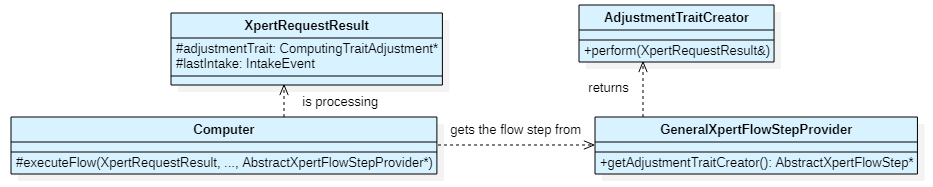 XpertRequestResult
#adjustmentTrait: ComputingTraitAdjustment*
#lastIntake: IntakeEvent
AdjustmentTraitCreator
+perform(XpertRequestResult&)
is processing
returns
Computer
#executeFlow(XpertRequestResult, ..., AbstractXpertFlowStepProvider*)
gets the flow step from
GeneralXpertFlowStepProvider
+getAdjustmentTraitCreator(): AbstractXpertFlowStep*